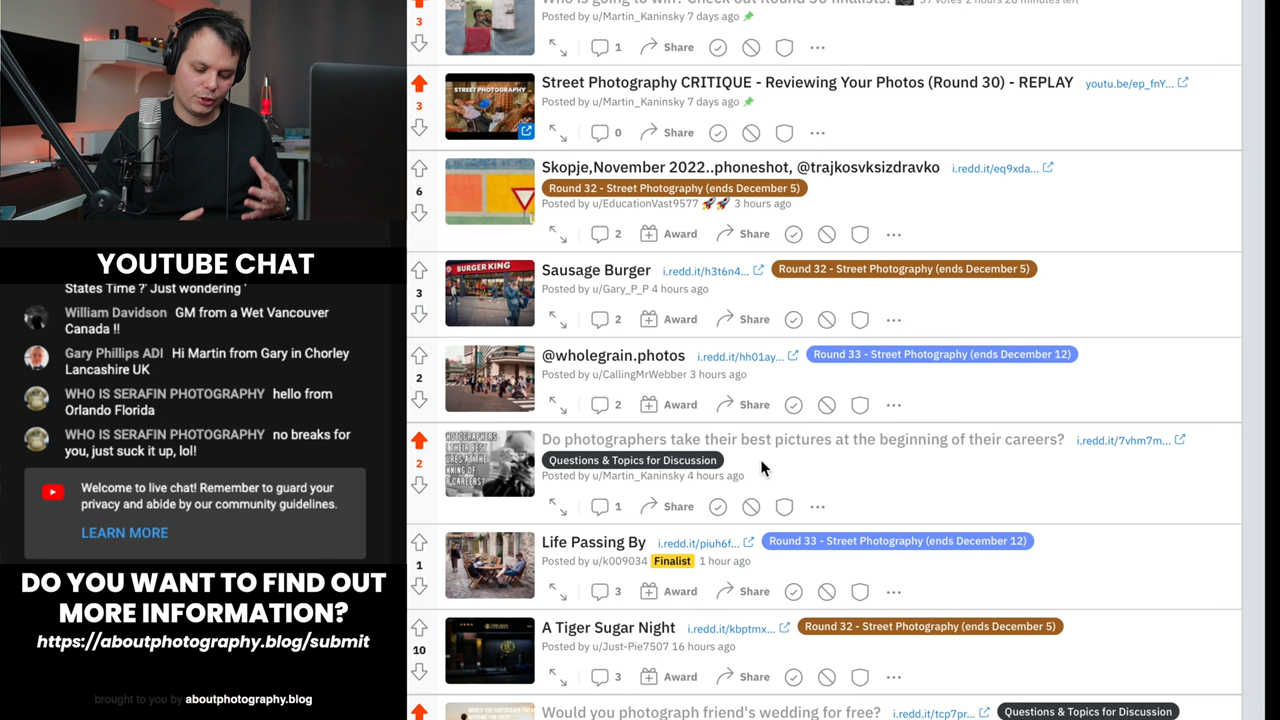 YOUTUBE CHAT
States Time ?' Just wondering '
William Davidson GM from a Wet Vancouver
Canada !!
Gary Phillips ADI Hi Martin from Gary in Chorley
Lancashire UK
WHO IS SERAFIN PHOTOGRAPHY hello from
Orlando Florida
WHO IS SERAFIN PHOTOGRAPHY no breaks for
you, just suck it up, lol!
Welcome to live chat! Remember to guard your
privacy and abide by our community guidelines.
LEARN MORE
DO YOU WANT TO FIND OUT
MORE INFORMATION?
https://aboutphotography.blog/submit
brought to you by aboutphotography.blog
Who is going to win? Check out Round 30 finalists!
3
Posted by u/Martin_Kaninsky 7 days ago
1 Share
STREET PHOTOGRAPHY
Street Photography CRITIQUE - Reviewing Your Photos (Round 30) - REPLAY youtu.be/ep_fnY...
3
Posted by u/Martin_Kaninsky 7 days ago
0 Share
Skopje,November 2022..phoneshot, @trajkosvksizdravko i.redd.it/eq9xda...
6
Round 32 - Street Photography (ends December 5)
Posted by u/EducationVast9577 🚀🚀 3 hours ago
2 Award Share
BURGER KING
Sausage Burger i.redd.it/h3t6n4... Round 32 - Street Photography (ends December 5)
3
Posted by u/Gary_P_P 4 hours ago
2 Award Share
@wholegrain.photos i.redd.it/hh01ay... Round 33 - Street Photography (ends December 12)
2
Posted by u/CallingMrWebber 3 hours ago
2 Award Share
Do photographers take their best pictures at the beginning of their careers? i.redd.it/7vhm7m...
2
Questions & Topics for Discussion
Posted by u/Martin_Kaninsky 4 hours ago
1 Share
Life Passing By i.redd.it/piuh6f... Round 33 - Street Photography (ends December 12)
1
Posted by u/k009034 Finalist 1 hour ago
3 Award Share
A Tiger Sugar Night i.redd.it/kbptmx... Round 32 - Street Photography (ends December 5)
10
Posted by u/Just-Pie7507 16 hours ago
3 Award Share
Would you photograph friend's wedding for free? i.redd.it/tcp7pr... Questions & Topics for Discussion